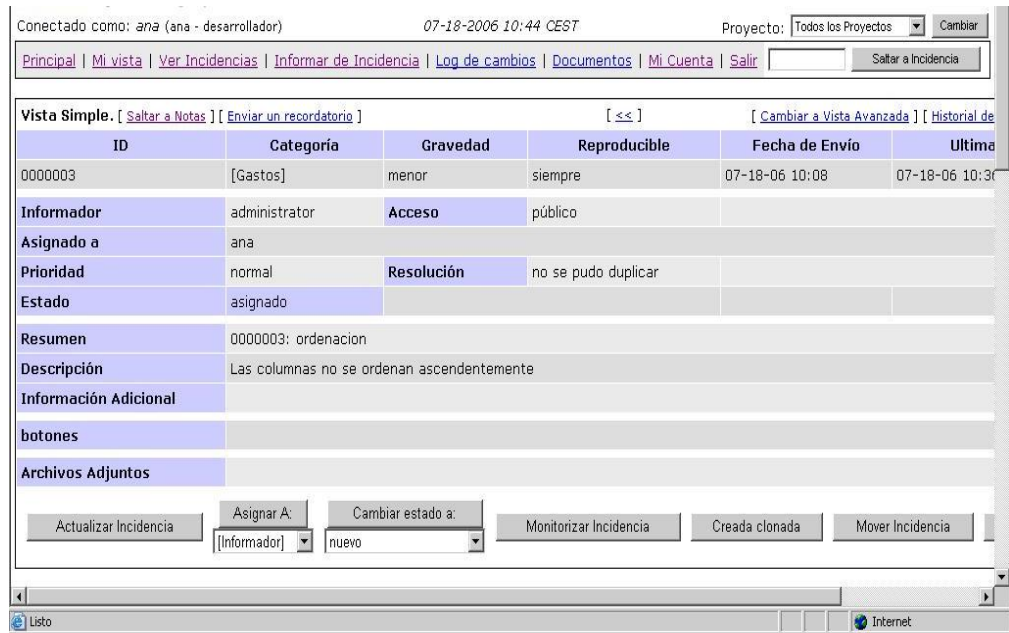 Conectado como: ana (ana - desarrollador) 07-18-2006 10:44 CEST Proyecto: Todos los Proyectos Cambiar
Principal | Mi vista | Ver Incidencias | Informar de Incidencia | Log de cambios | Documentos | Mi Cuenta | Salir Saltar a Incidencia
Vista Simple. [ Saltar a Notas ] [ Enviar un recordatorio ] [ << ] [ Cambiar a Vista Avanzada ] [ Historial de
ID Categoría Gravedad Reproducible Fecha de Envío Ultima
0000003 [Gastos] menor siempre 07-18-06 10:08 07-18-06
Informador administrator Acceso público
Asignado a ana
Prioridad normal Resolución no se pudo duplicar
Estado asignado
Resumen 0000003: ordenacion
Descripción Las columnas no se ordenan ascendentemente
Información Adicional
botones
Archivos Adjuntos
Actualizar Incidencia Asignar A: Cambiar estado a: Monitorizar Incidencia Creada clonada Mover Incidencia
[Informador] nuevo
Listo Internet